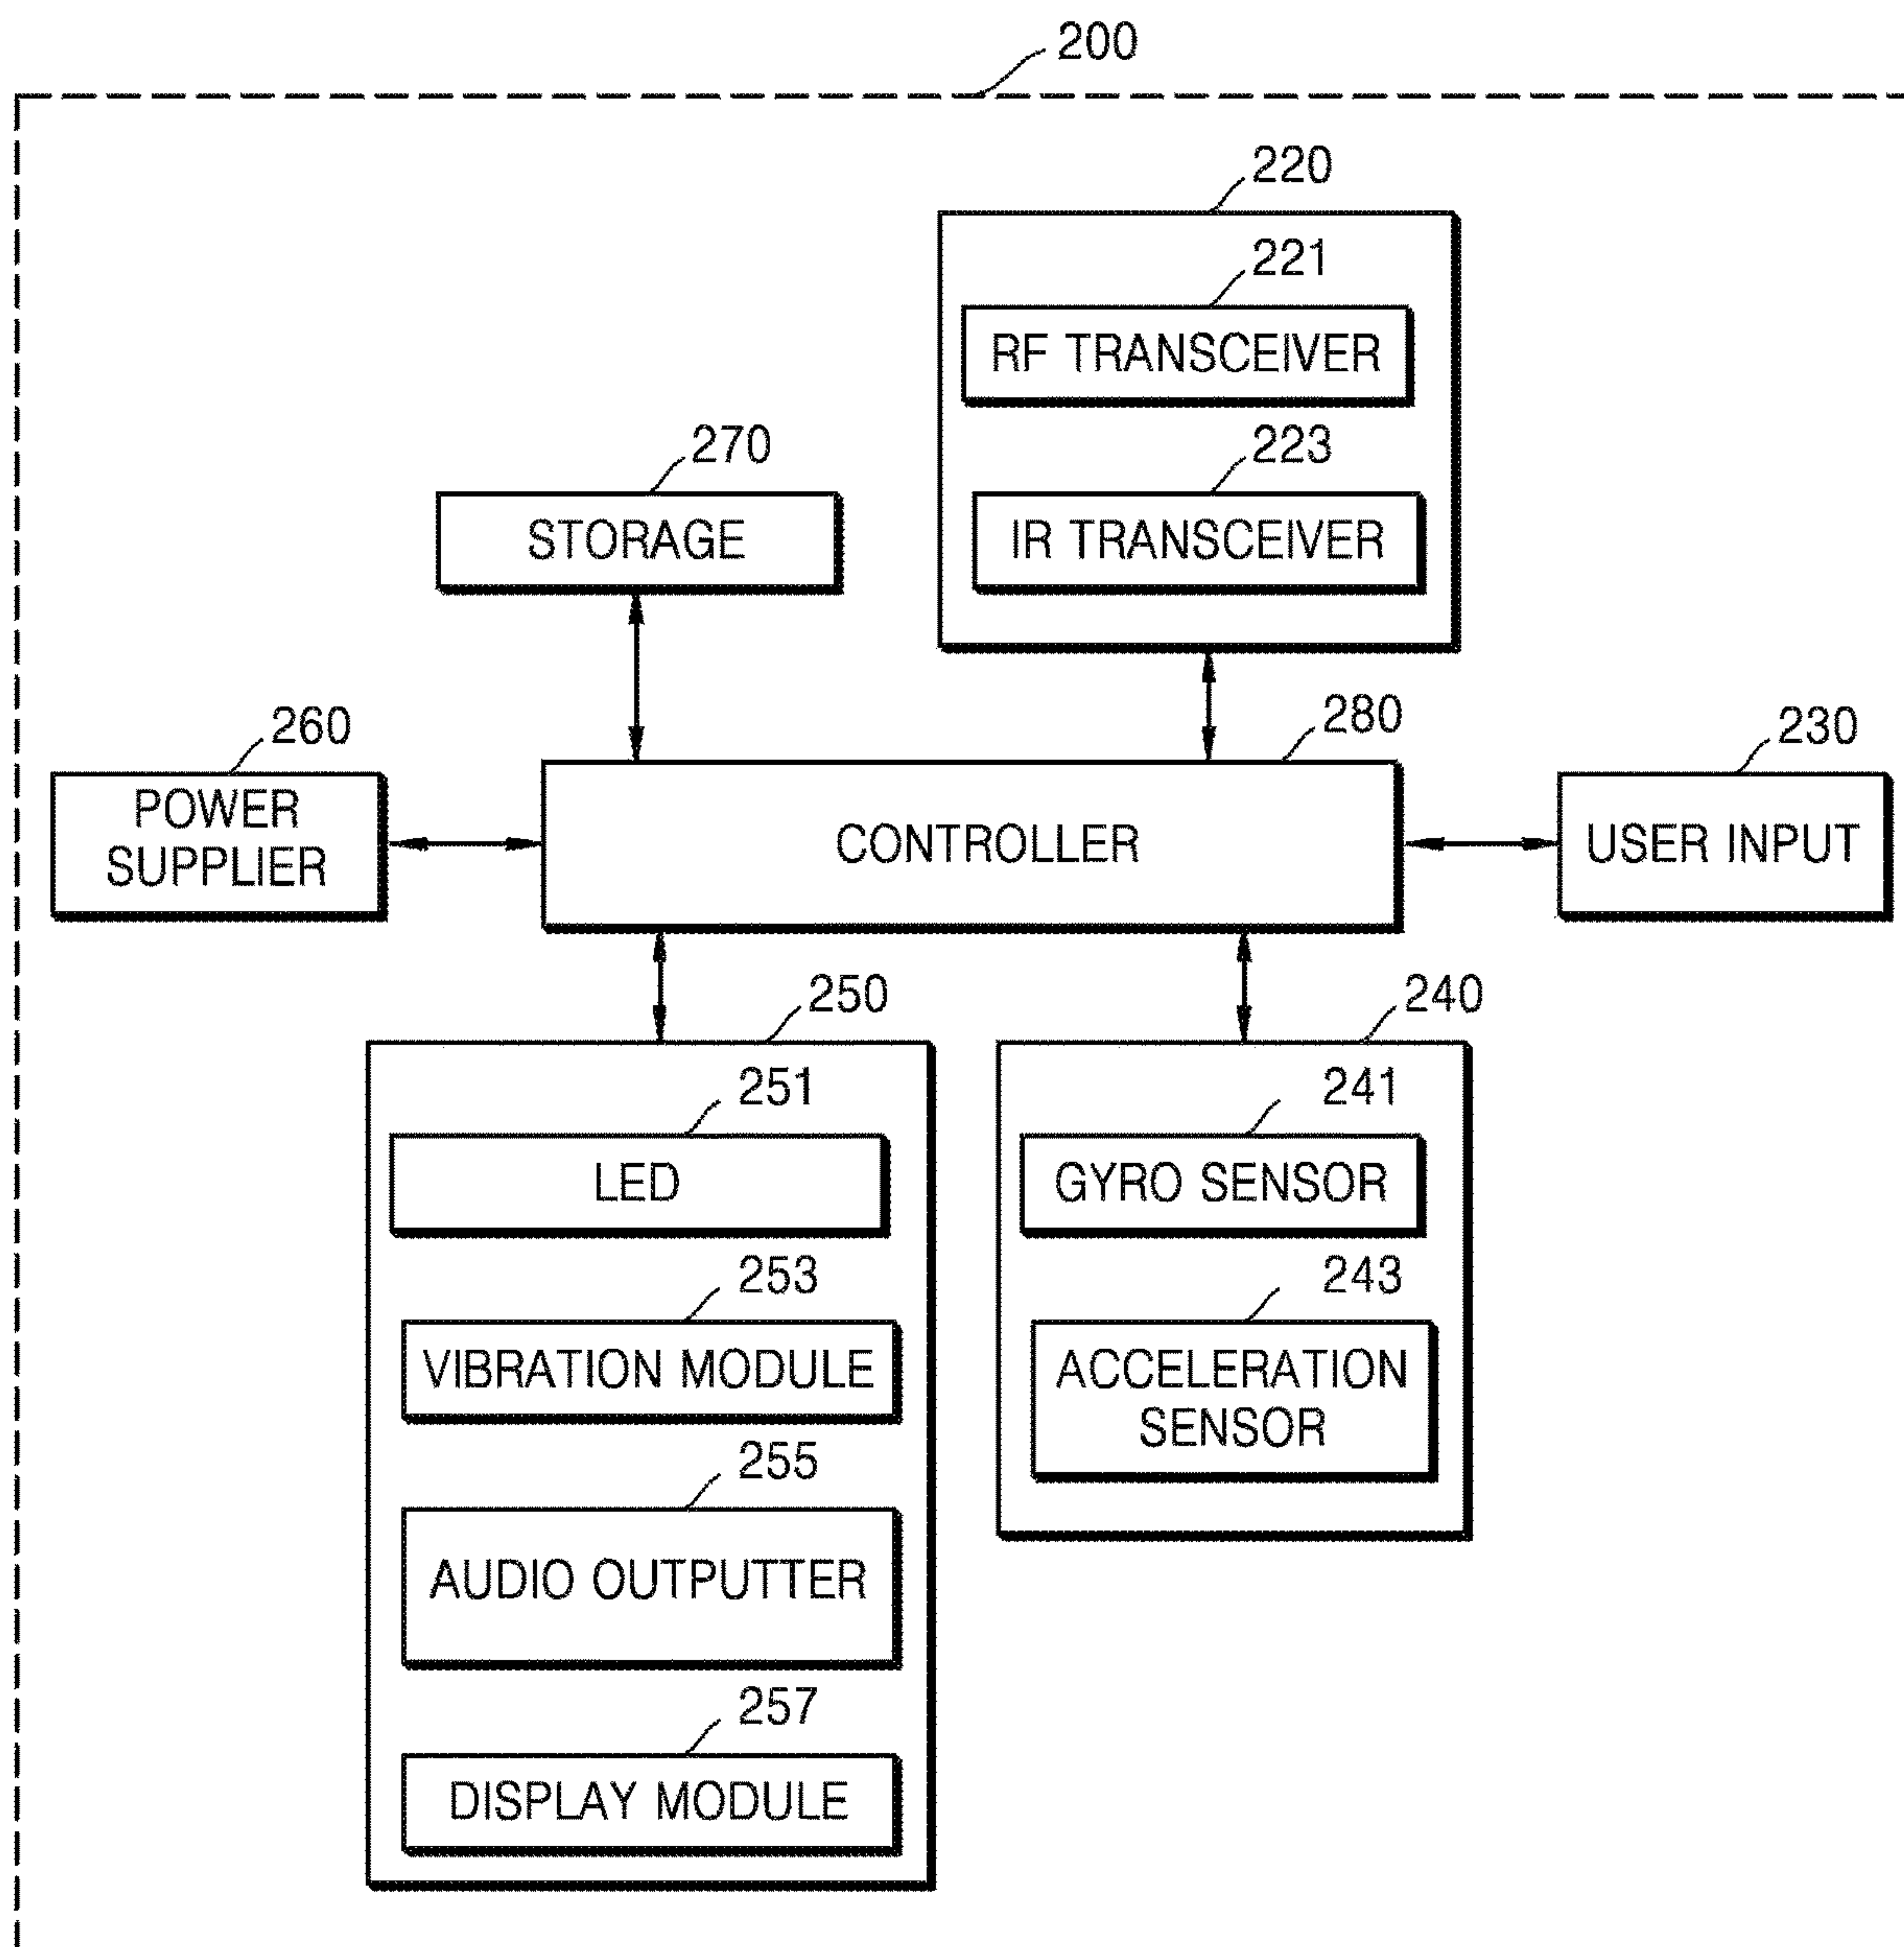 200
220
221
RF TRANSCEIVER
270
223
STORAGE
IR TRANSCEIVER
260
280
230
POWER
SUPPLIER
CONTROLLER
USER INPUT
250
240
251
241
LED
GYRO SENSOR
253
243
VIBRATION MODULE
ACCELERATION
SENSOR
255
AUDIO OUTPUTTER
257
DISPLAY MODULE